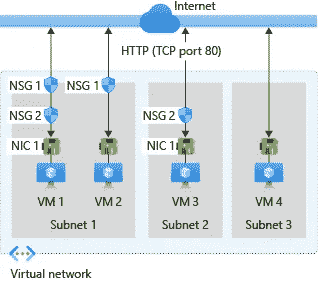 Internet
HTTP (TCP port 80)
NSG 1
NSG 1
NSG 2
NSG 2
NIC 1
NIC 1
VM 1
VM 2
VM 3
VM 4
Subnet 1
Subnet 2
Subnet 3
Virtual network